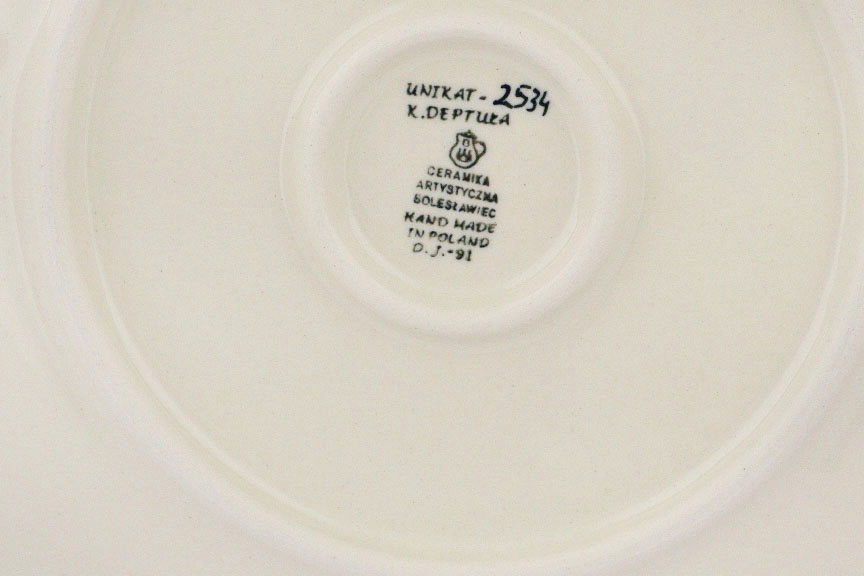 UNIKAT - 2534
K. DEPTUŁA
CERAMIKA
ARTYSTYCZNA
BOLESŁAWIEC
HAND MADE
IN POLAND
D. J. - 91